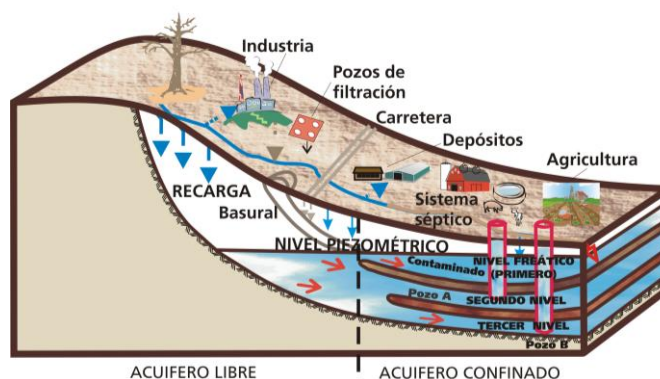 Industria
Pozos de
filtración
Carretera
Depósitos
Agricultura
RECARGA
Basural
Sistema
séptico
NIVEL PIEZOMÉTRICO
Contaminado
NIVEL FREÁTICO
(PRIMERO)
Pozo A
SEGUNDO NIVEL
TERCER NIVEL
Pozo B
ACUIFERO LIBRE
ACUIFERO CONFINADO